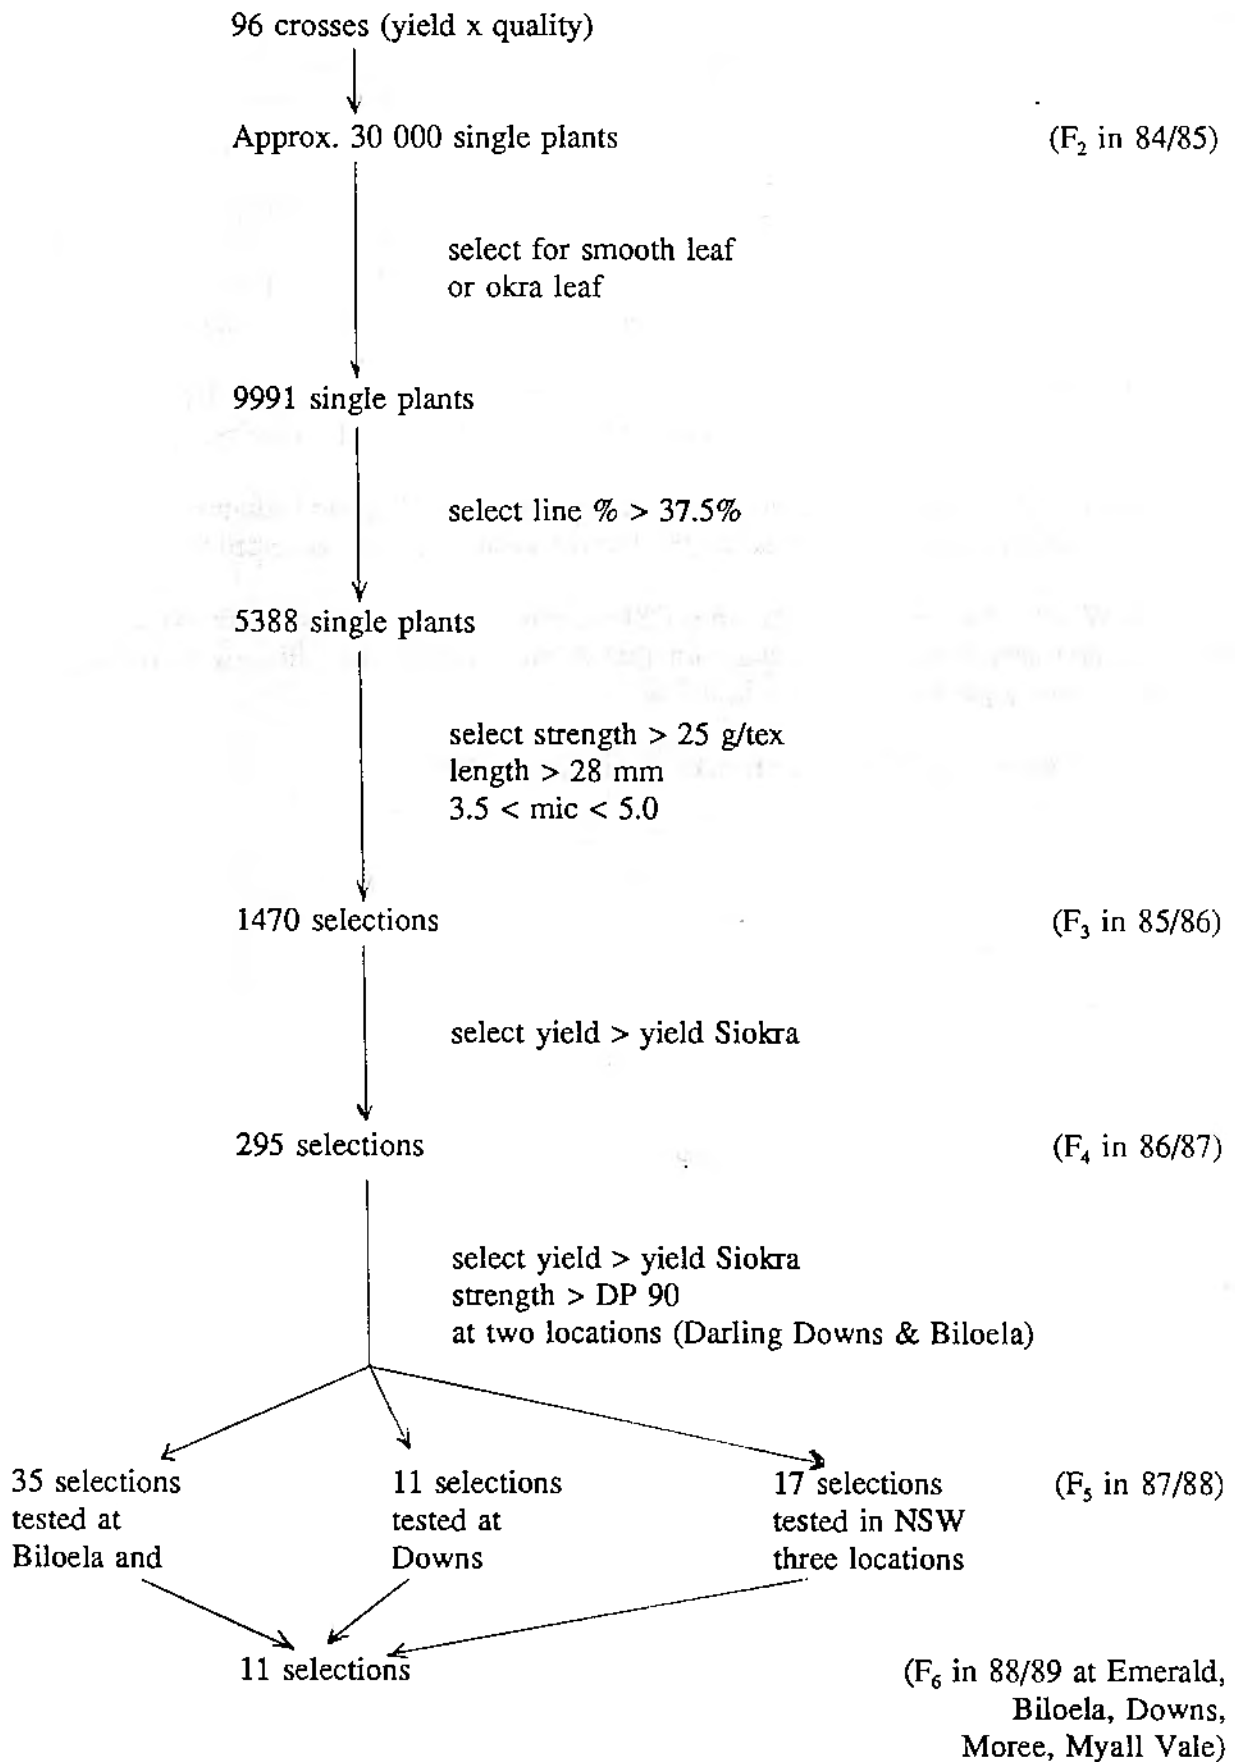 96 crosses (yield x quality)
Approx. 30 000 single plants
(F₂ in 84/85)
select for smooth leaf
or okra leaf
9991 single plants
select line % > 37.5%
5388 single plants
select strength > 25 g/tex
length > 28 mm
3.5 < mic < 5.0
1470 selections
(F₃ in 85/86)
select yield > yield Siokra
295 selections
(F₄ in 86/87)
select yield > yield Siokra
strength > DP 90
at two locations (Darling Downs & Biloela)
35 selections
tested at
Biloela and
11 selections
tested at
Downs
17 selections
tested in NSW
three locations
(F₅ in 87/88)
11 selections
(F₆ in 88/89 at Emerald,
Biloela, Downs,
Moree, Myall Vale)